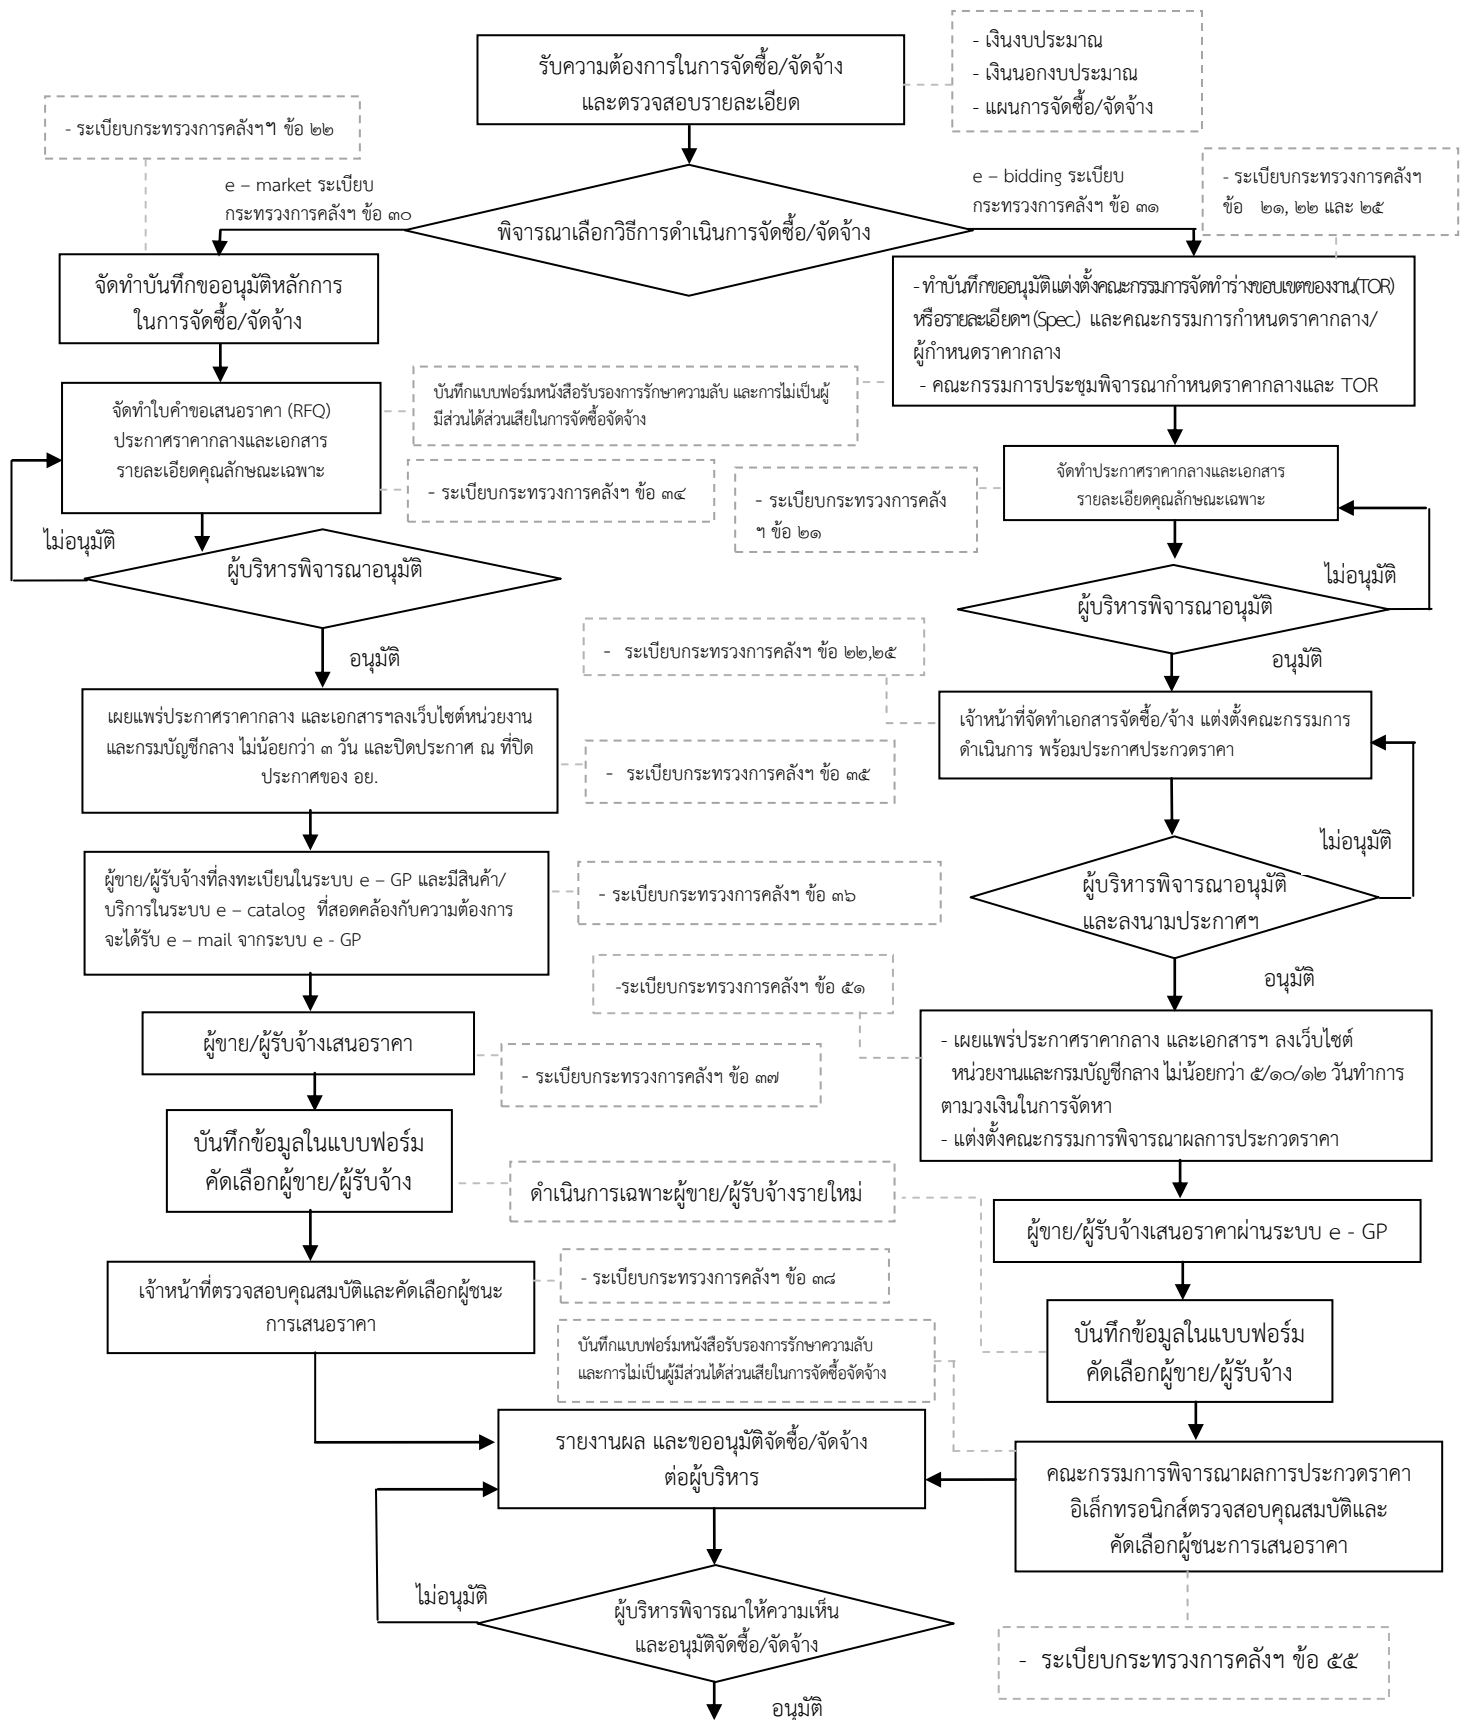 รับความต้องการในการจัดซื้อ/จัดจ้าง
และตรวจสอบรายละเอียด
- เงินงบประมาณ
- เงินนอกงบประมาณ
- แผนการจัดซื้อ/จัดจ้าง
- ระเบียบกระทรวงการคลังฯฯ ข้อ ๒๒
e – market ระเบียบ
กระทรวงการคลังฯ ข้อ ๓๐
พิจารณาเลือกวิธีการดำเนินการจัดซื้อ/จัดจ้าง
e – bidding ระเบียบ
กระทรวงการคลังฯ ข้อ ๓๑
- ระเบียบกระทรวงการคลังฯ
ข้อ ๒๑, ๒๒ และ ๒๕
จัดทำบันทึกขออนุมัติหลักการ
ในการจัดซื้อ/จัดจ้าง
- ทำบันทึกขออนุมัติแต่งตั้งคณะกรรมการจัดทำร่างขอบเขตของงาน(TOR)
หรือรายละเอียดฯ (Spec.) และคณะกรรมการกำหนดราคากลาง/
ผู้กำหนดราคากลาง
- คณะกรรมการประชุมพิจารณากำหนดราคากลางและ TOR
จัดทำใบคำขอเสนอราคา (RFQ)
ประกาศราคากลางและเอกสาร
รายละเอียดคุณลักษณะเฉพาะ
บันทึกแบบฟอร์มหนังสือรับรองการรักษาความลับ และการไม่เป็นผู้
มีส่วนได้ส่วนเสียในการจัดซื้อจัดจ้าง
- ระเบียบกระทรวงการคลังฯ ข้อ ๓๔
- ระเบียบกระทรวงการคลัง
ฯ ข้อ ๒๑
จัดทำประกาศราคากลางและเอกสาร
รายละเอียดคุณลักษณะเฉพาะ
ไม่อนุมัติ
ผู้บริหารพิจารณาอนุมัติ
ไม่อนุมัติ
ผู้บริหารพิจารณาอนุมัติ
อนุมัติ
- ระเบียบกระทรวงการคลังฯ ข้อ ๒๒,๒๕
อนุมัติ
เผยแพร่ประกาศราคากลาง และเอกสารฯลงเว็บไซต์หน่วยงาน
และกรมบัญชีกลาง ไม่น้อยกว่า ๓ วัน และปิดประกาศ ณ ที่ปิด
ประกาศของ อย.
- ระเบียบกระทรวงการคลังฯ ข้อ ๓๕
เจ้าหน้าที่จัดทำเอกสารจัดซื้อ/จ้าง แต่งตั้งคณะกรรมการ
ดำเนินการ พร้อมประกาศประกวดราคา
ไม่อนุมัติ
ผู้ขาย/ผู้รับจ้างที่ลงทะเบียนในระบบ e – GP และมีสินค้า/
บริการในระบบ e – catalog ที่สอดคล้องกับความต้องการ
จะได้รับ e – mail จากระบบ e - GP
- ระเบียบกระทรวงการคลังฯ ข้อ ๓๖
ผู้บริหารพิจารณาอนุมัติ
และลงนามประกาศฯ
อนุมัติ
-ระเบียบกระทรวงการคลังฯ ข้อ ๕๑
ผู้ขาย/ผู้รับจ้างเสนอราคา
- ระเบียบกระทรวงการคลังฯ ข้อ ๓๗
- เผยแพร่ประกาศราคากลาง และเอกสารฯ ลงเว็บไซต์
หน่วยงานและกรมบัญชีกลาง ไม่น้อยกว่า ๕/๑๐/๑๒ วันทำการ
ตามวงเงินในการจัดหา
- แต่งตั้งคณะกรรมการพิจารณาผลการประกวดราคา
บันทึกข้อมูลในแบบฟอร์ม
คัดเลือกผู้ขาย/ผู้รับจ้าง
ดำเนินการเฉพาะผู้ขาย/ผู้รับจ้างรายใหม่
ผู้ขาย/ผู้รับจ้างเสนอราคาผ่านระบบ e - GP
เจ้าหน้าที่ตรวจสอบคุณสมบัติและคัดเลือกผู้ชนะ
การเสนอราคา
- ระเบียบกระทรวงการคลังฯ ข้อ ๓๘
บันทึกแบบฟอร์มหนังสือรับรองการรักษาความลับ
และการไม่เป็นผู้มีส่วนได้ส่วนเสียในการจัดซื้อจัดจ้าง
บันทึกข้อมูลในแบบฟอร์ม
คัดเลือกผู้ขาย/ผู้รับจ้าง
รายงานผล และขออนุมัติจัดซื้อ/จัดจ้าง
ต่อผู้บริหาร
คณะกรรมการพิจารณาผลการประกวดราคา
อิเล็กทรอนิกส์ตรวจสอบคุณสมบัติและ
คัดเลือกผู้ชนะการเสนอราคา
ไม่อนุมัติ
ผู้บริหารพิจารณาให้ความเห็น
และอนุมัติจัดซื้อ/จัดจ้าง
- ระเบียบกระทรวงการคลังฯ ข้อ ๕๕
อนุมัติ